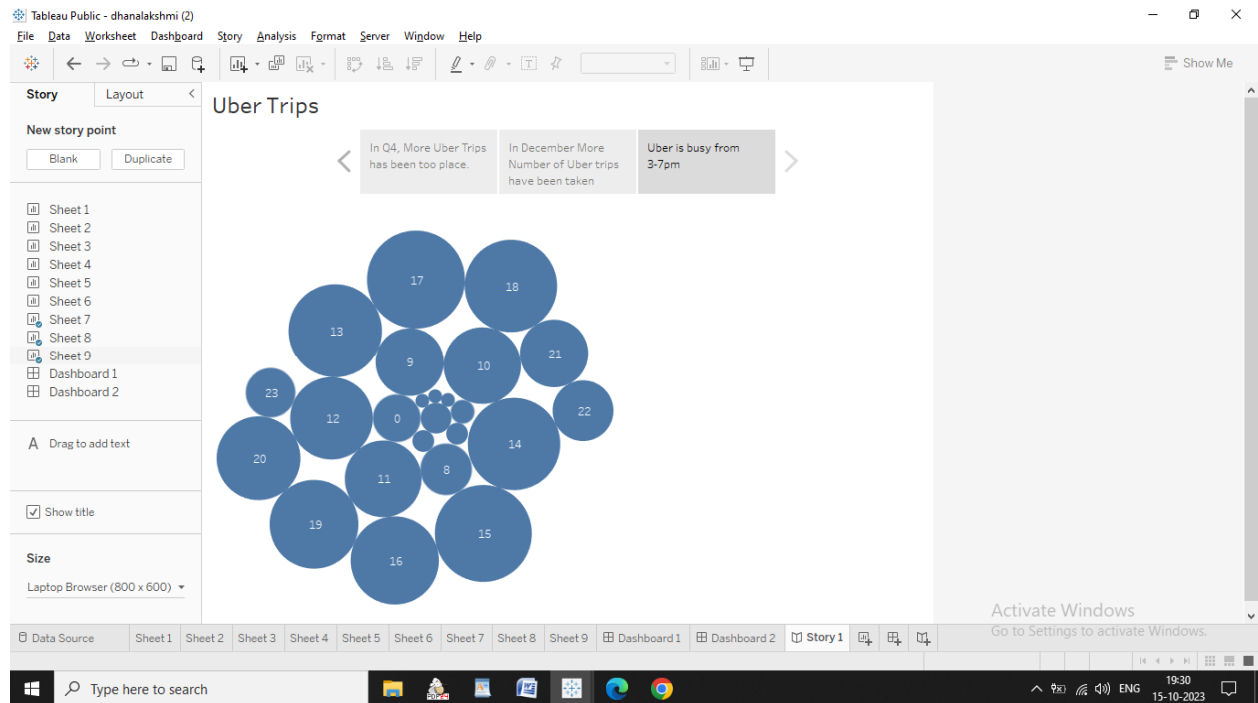 Tableau Public - dhanalakshmi (2)
File Data Worksheet Dashboard Story Analysis Format Server Window Help
Show Me
Story Layout
New story point
Blank Duplicate
Sheet 1
Sheet 2
Sheet 3
Sheet 4
Sheet 5
Sheet 6
Sheet 7
Sheet 8
Sheet 9
Dashboard 1
Dashboard 2
A Drag to add text
Show title
Size
Laptop Browser (800 x 600)
Uber Trips
In Q4, More Uber Trips
has been too place.
In December More
Number of Uber trips
have been taken
Uber is busy from
3-7pm
17
18
13
9
10
21
23
12
0
22
14
20
11
8
19
15
16
Activate Windows
Go to Settings to activate Windows.
Data Source Sheet 1 Sheet 2 Sheet 3 Sheet 4 Sheet 5 Sheet 6 Sheet 7 Sheet 8 Sheet 9 Dashboard 1 Dashboard 2 Story 1
Type here to search
ENG
19:30
15-10-2023